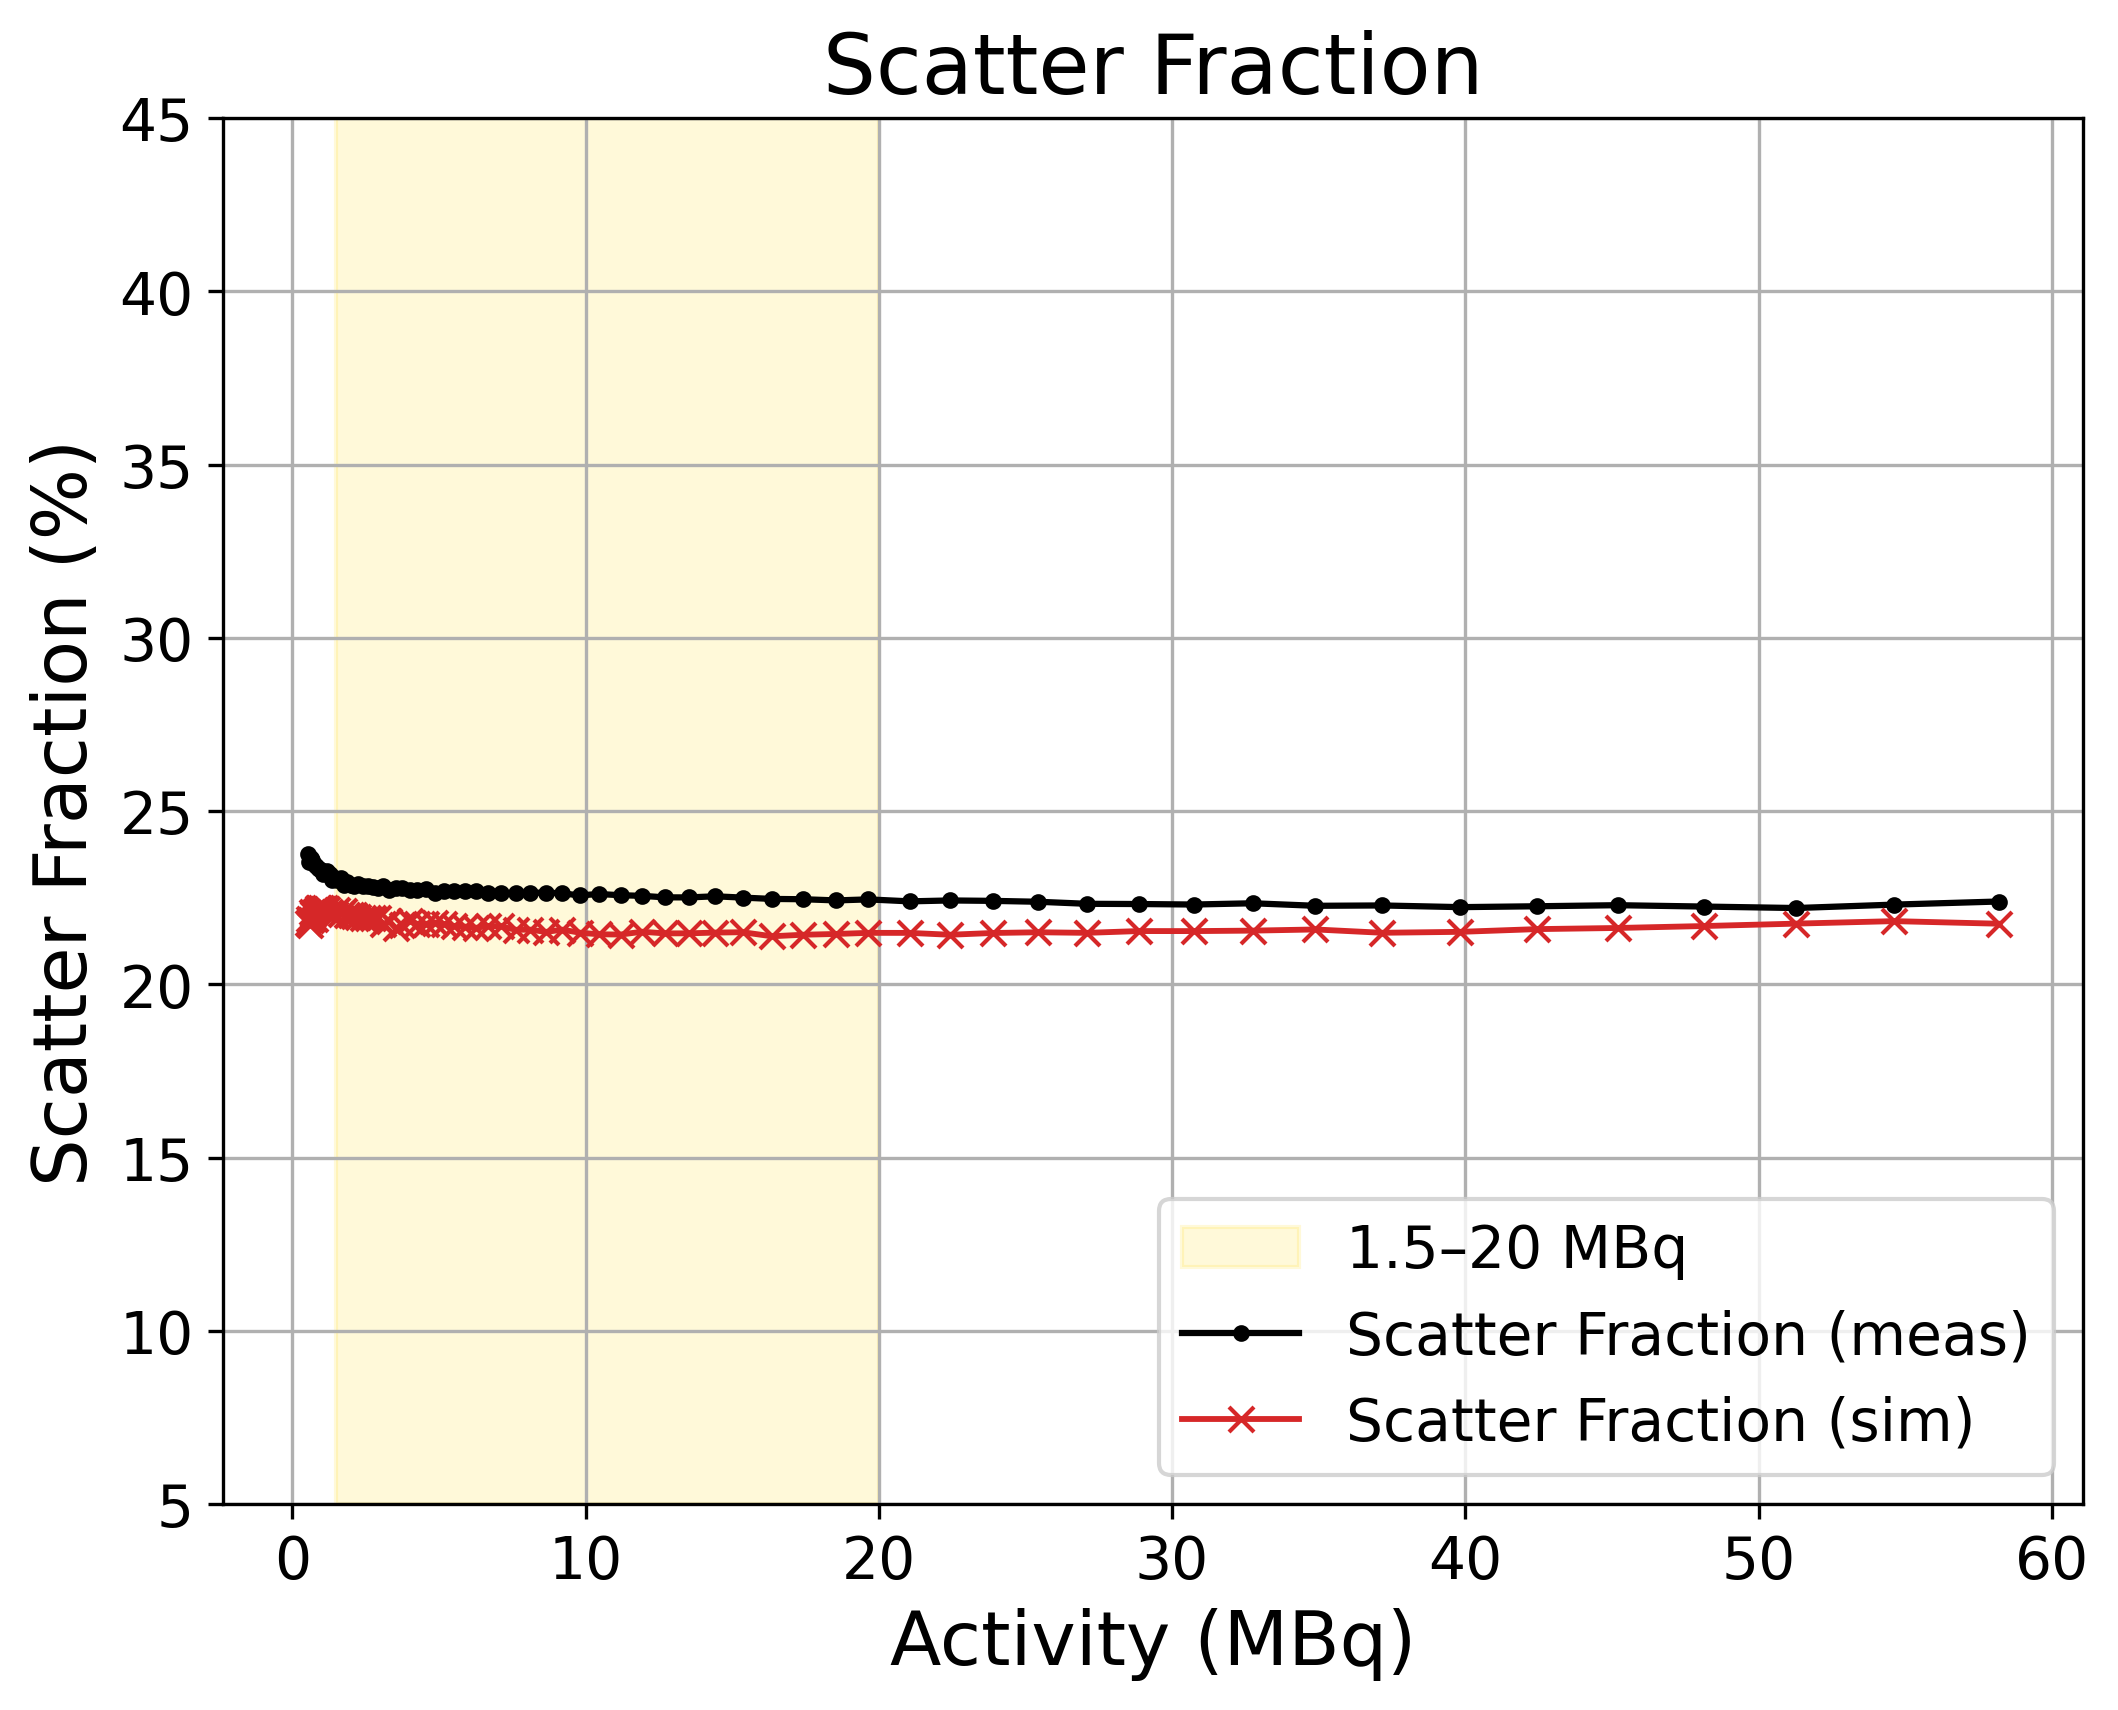 Scatter Fraction
Scatter Fraction (%)
45
40
35
30
25
20
15
10
5
1.5–20 MBq
Scatter Fraction (meas)
Scatter Fraction (sim)
0 10 20 30 40 50 60
Activity (MBq)